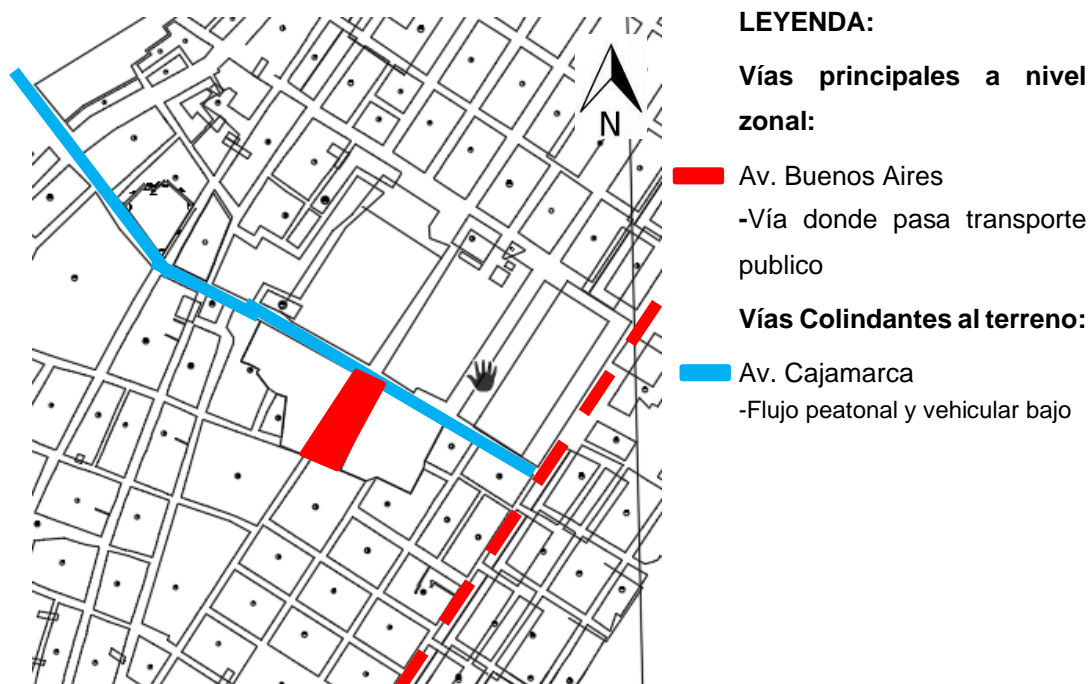 LEYENDA:
Vías principales a nivel
zonal:
Av. Buenos Aires
-Vía donde pasa transporte
publico
Vías Colindantes al terreno:
Av. Cajamarca
-Flujo peatonal y vehicular bajo
N